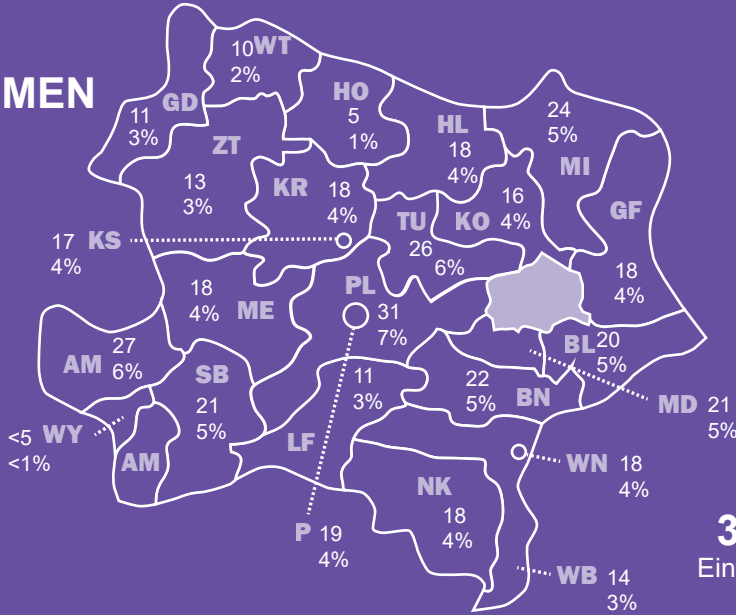 10 WT
2%
MEN
HO
5
1%
GD
11
3%
24
5%
MI
HL
18
4%
ZT
13
3%
KR 18
4%
16
KO 4%
GF
18
4%
TU
26
6%
17 KS
4%
18
4% ME
PL
31
7%
BL 20
5%
27
AM 6%
SB
21
5%
11
3%
LF
22
5% BN
MD 21
5%
<5 WY
<1%
AM
WN 18
4%
NK
18
4%
P 19
4%
3
Ein
WB 14
3%